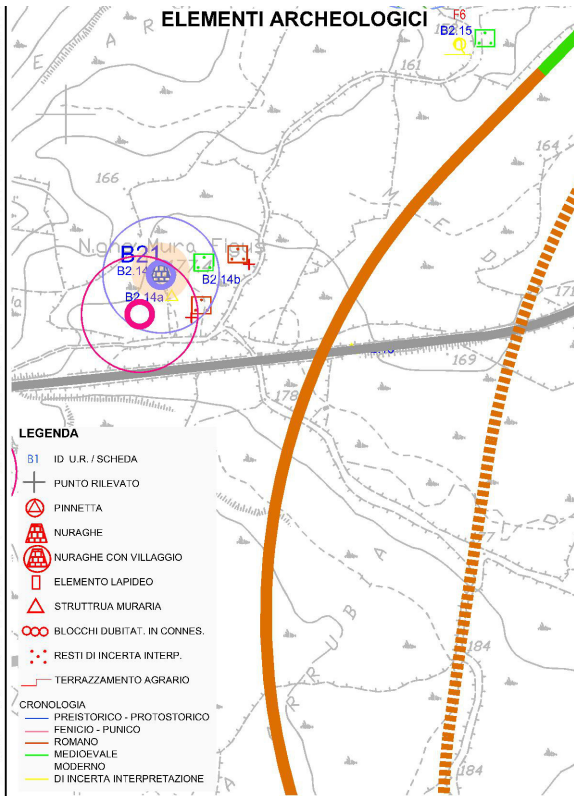 ELEMENTI ARCHEOLOGICI
F6
B2.15
161
164
166
B21
B2.14
B2.14a
B2.14b
169
178
177
184
184
LEGENDA
B1 ID U.R. / SCHEDA
PUNTO RILEVATO
PINNETTA
NURAGHE
NURAGHE CON VILLAGGIO
ELEMENTO LAPIDEO
STRUTTRUA MURARIA
BLOCCHI DUBITAT. IN CONNES.
RESTI DI INCERTA INTERP.
TERRAZZAMENTO AGRARIO
CRONOLOGIA
PREISTORICO - PROTOSTORICO
FENICIO - PUNICO
ROMANO
MEDIOEVALE
MODERNO
DI INCERTA INTERPRETAZIONE